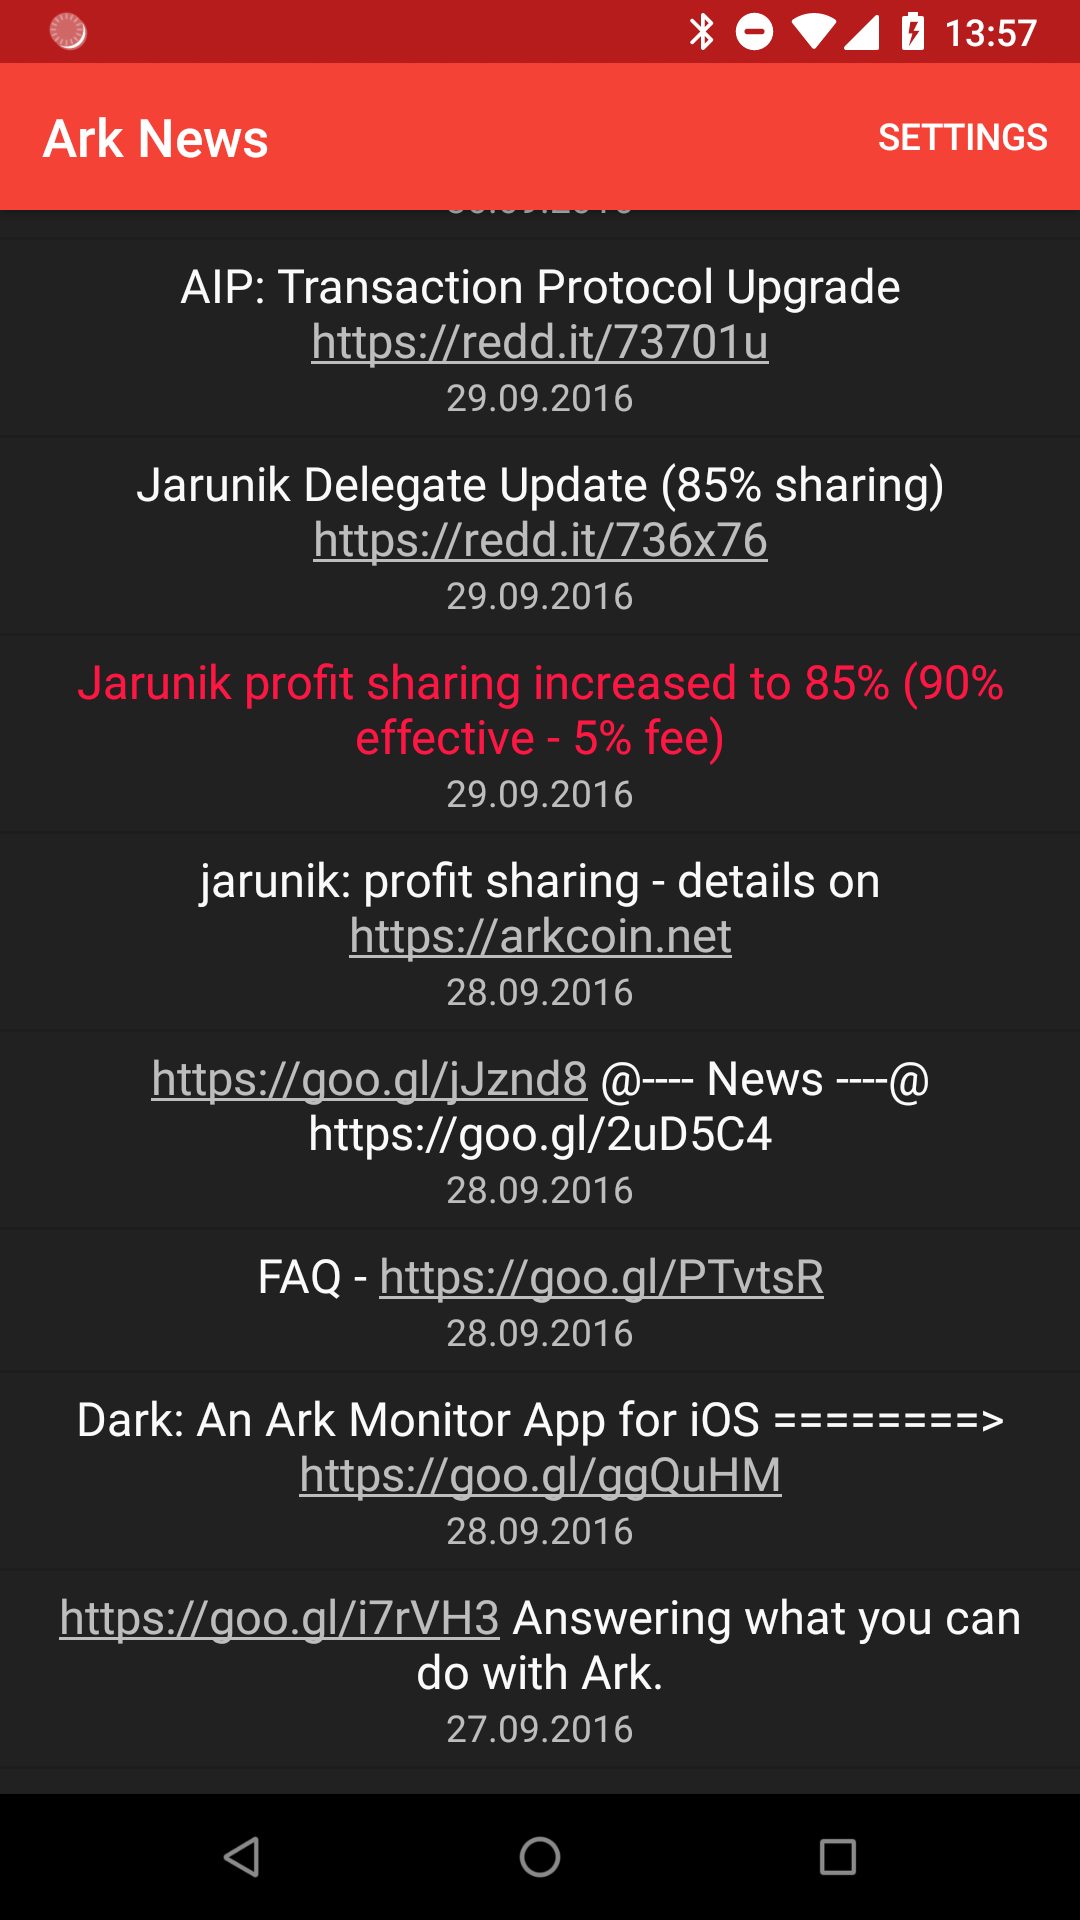 13:57
Ark News
SETTINGS
AIP: Transaction Protocol Upgrade
https://redd.it/73701u
29.09.2016
Jarunik Delegate Update (85% sharing)
https://redd.it/736x76
29.09.2016
Jarunik profit sharing increased to 85% (90%
effective - 5% fee)
29.09.2016
jarunik: profit sharing - details on
https://arkcoin.net
28.09.2016
https://goo.gl/jJznd8 @---- News ----@
https://goo.gl/2uD5C4
28.09.2016
FAQ - https://goo.gl/PTvtsR
28.09.2016
Dark: An Ark Monitor App for iOS ========>
https://goo.gl/ggQuHM
28.09.2016
https://goo.gl/i7rVH3 Answering what you can
do with Ark.
27.09.2016